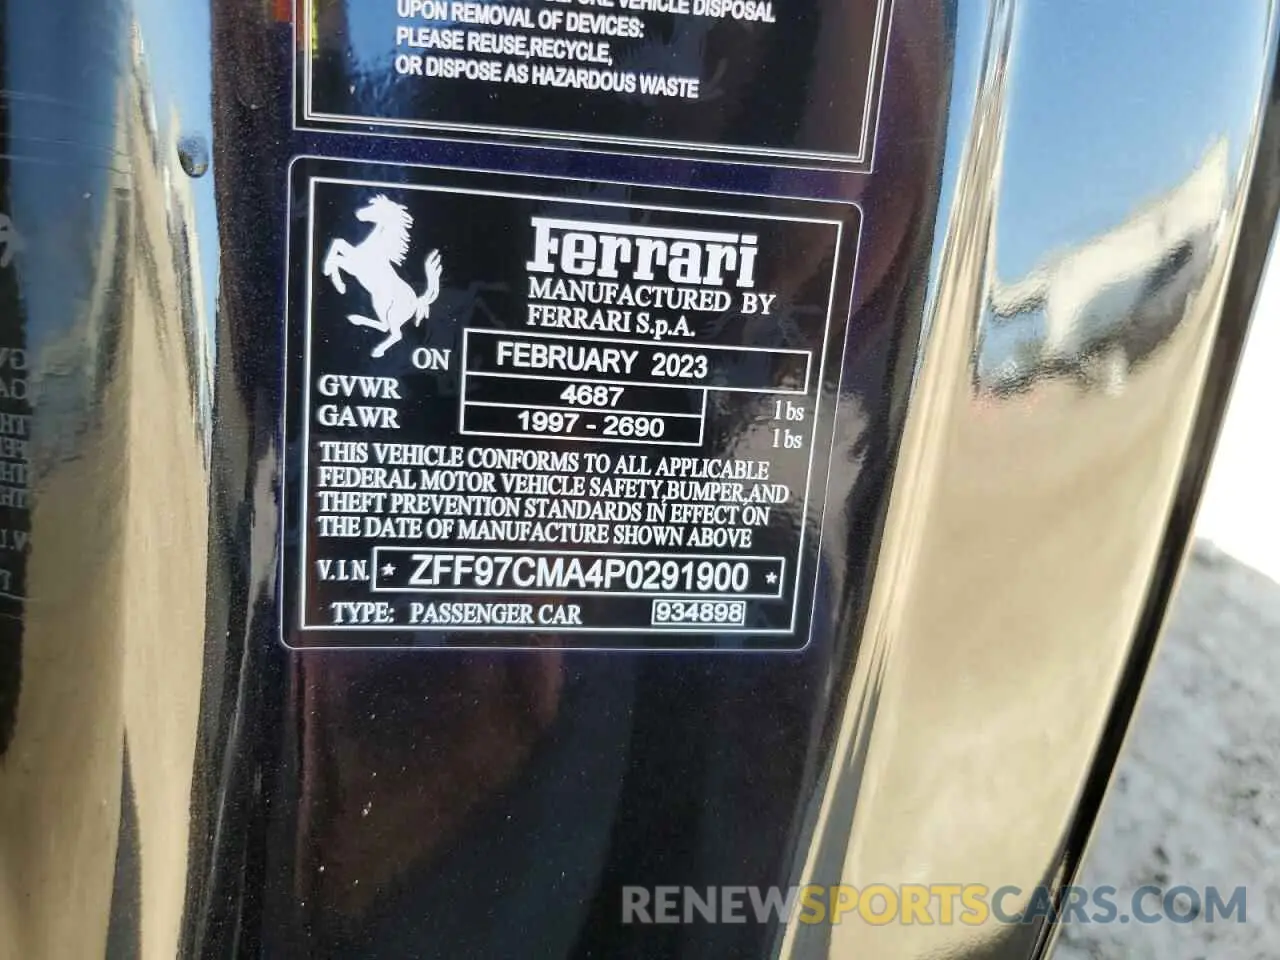 BEFORE VEHICLE DISPOSAL
UPON REMOVAL OF DEVICES:
PLEASE REUSE,RECYCLE,
OR DISPOSE AS HAZARDOUS WASTE
Ferrari
MANUFACTURED BY
FERRARI S.p.A.
ON FEBRUARY 2023
GVWR 4687 lbs
GAWR 1997 - 2690 lbs
THIS VEHICLE CONFORMS TO ALL APPLICABLE
FEDERAL MOTOR VEHICLE SAFETY,BUMPER,AND
THEFT PREVENTION STANDARDS IN EFFECT ON
THE DATE OF MANUFACTURE SHOWN ABOVE
V.I.N. * ZFF97CMA4P0291900 *
TYPE: PASSENGER CAR 934898
RENEWSPORTSCARS.COM